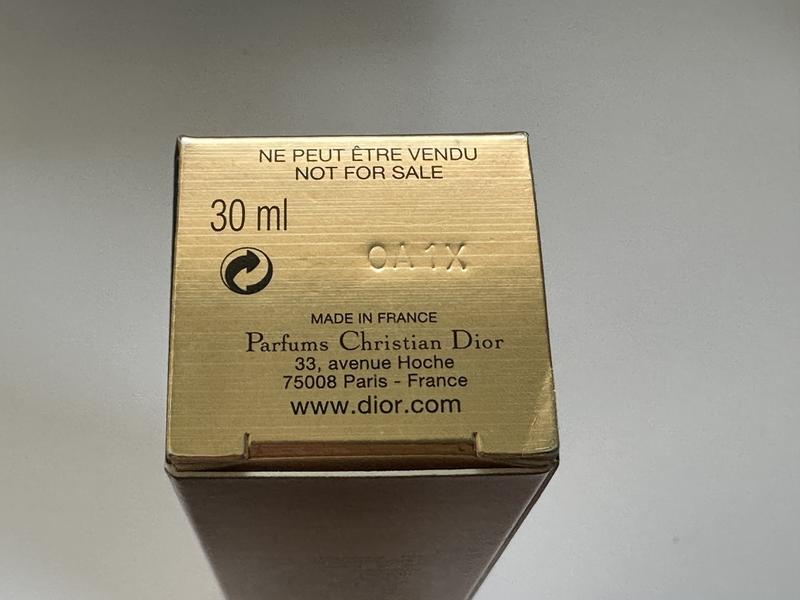 NE PEUT ÊTRE VENDU
NOT FOR SALE
30 ml
0A1X
MADE IN FRANCE
Parfums Christian Dior
33, avenue Hoche
75008 Paris - France
www.dior.com